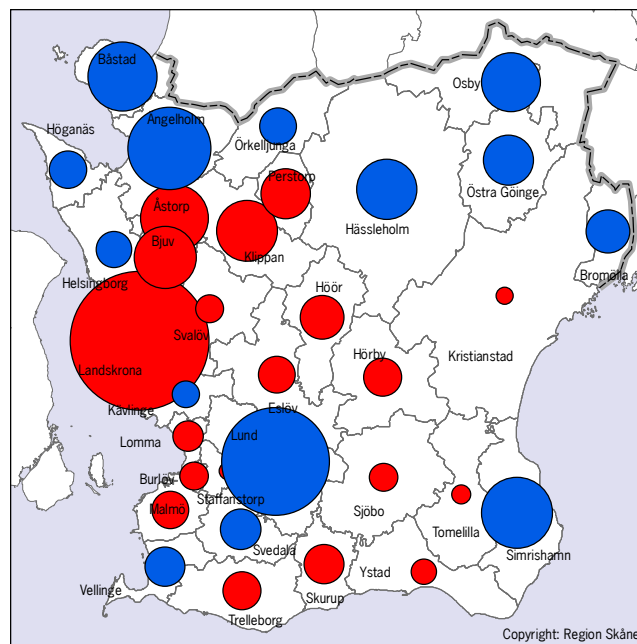 Båstad
Osby
Ängelholm
Höganäs
Örkelljunga
Perstorp
Östra Göinge
Åstorp
Hässleholm
Bjuv
Klippan
Bromölla
Helsingborg
Höör
Svalöv
Hörby
Kristianstad
Landskrona
Kävlinge
Eslöv
Lomma
Lund
Burlöv
Staffanstorp
Malmö
Sjöbo
Tomelilla
Svedala
Simrishamn
Vellinge
Ystad
Skurup
Trelleborg
Copyright: Region Skåne